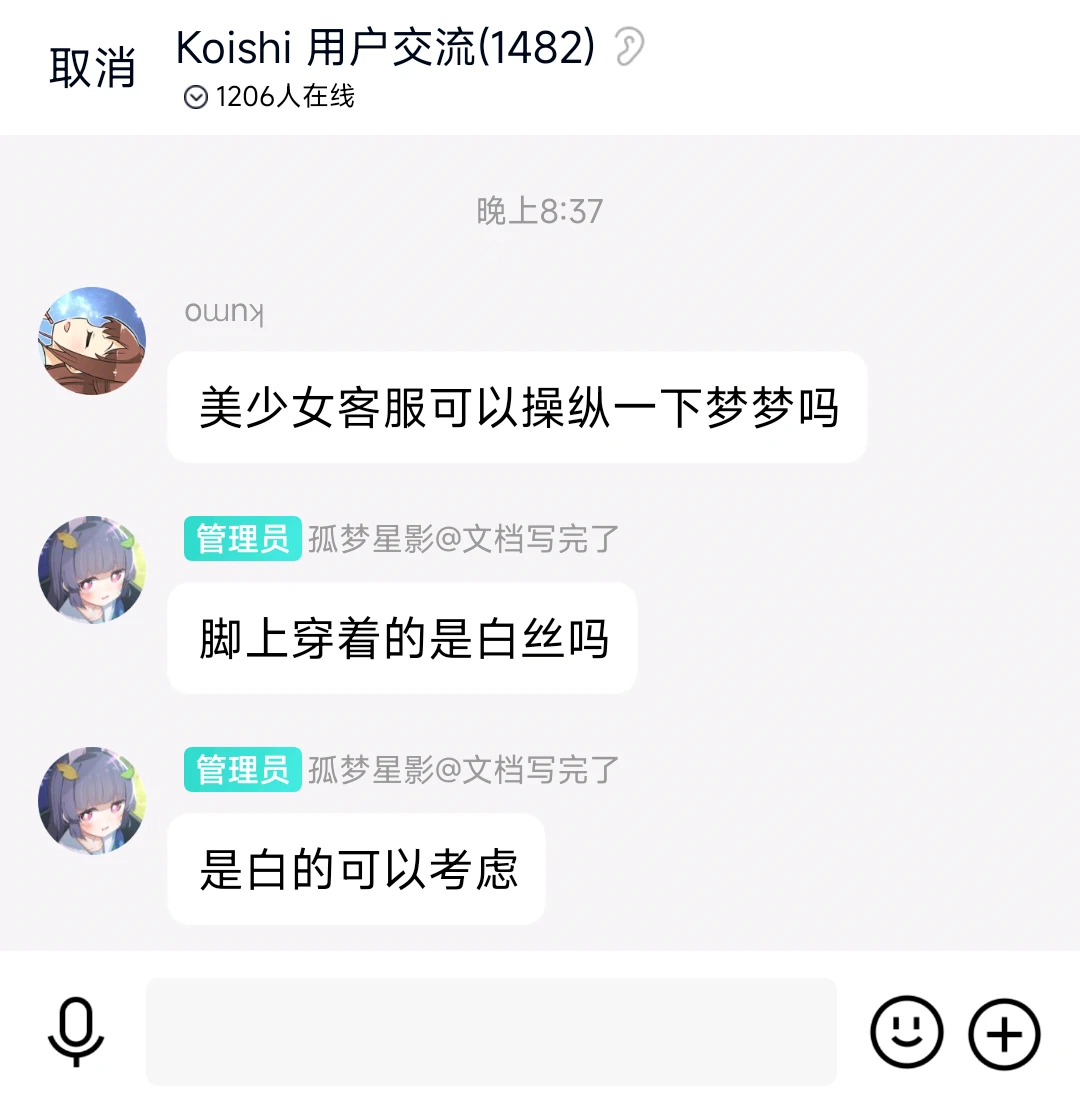 取消
Koishi 用户交流(1482)
1206人在线
晚上8:37
oɯnʞ
美少女客服可以操纵一下梦梦吗
管理员 孤梦星影@文档写完了
脚上穿着的是白丝吗
管理员 孤梦星影@文档写完了
是白的可以考虑